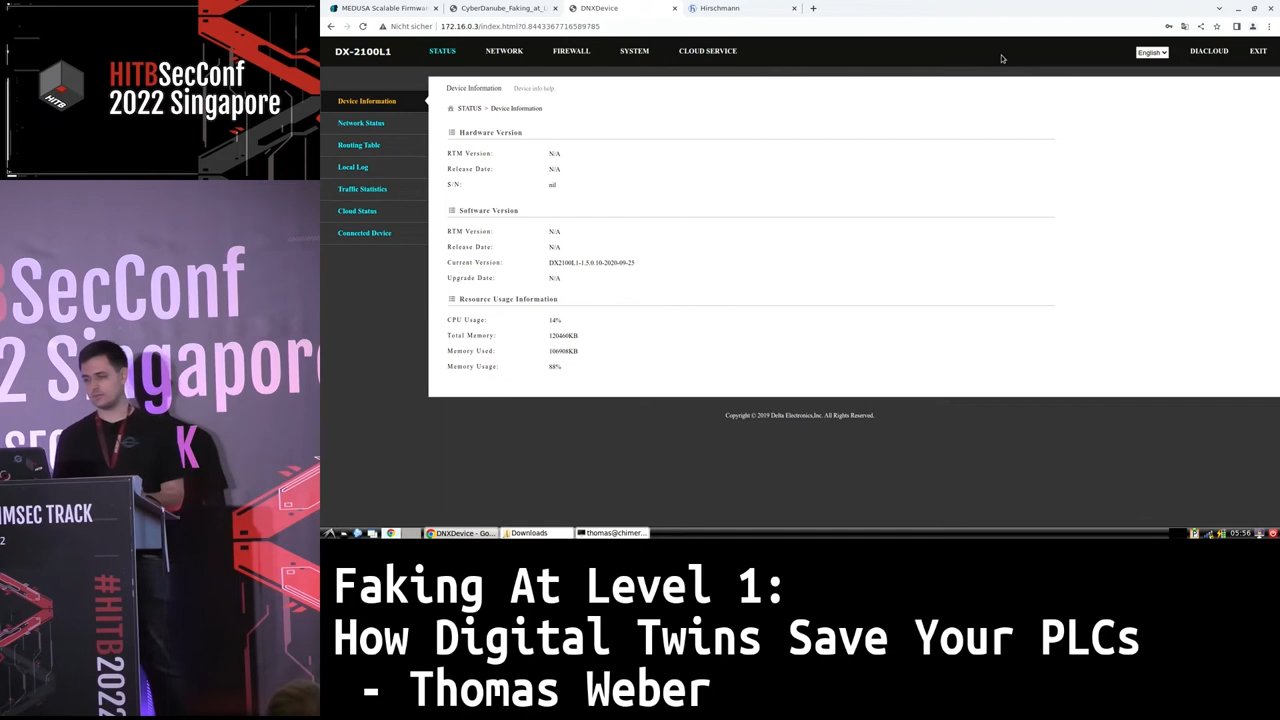 HITB
HITBSecConf
2022 Singapore
BSecConf
2 Singapore
SEC
K
MSEC TRACK
2
#HITB2022
MEDUSA Scalable Firmwar
CyberDanube_Faking_at_L
DNXDevice
Hirschmann
Nicht sicher
172.16.0.3/index.html?0.8443367716589785
DX-2100L1
STATUS
NETWORK
FIREWALL
SYSTEM
CLOUD SERVICE
English
DIACLOUD
EXIT
Device Information
Network Status
Routing Table
Local Log
Traffic Statistics
Cloud Status
Connected Device
Device Information
Device info help
STATUS > Device Information
Hardware Version
RTM Version: N/A
Release Date: N/A
S/N: nil
Software Version
RTM Version: N/A
Release Date: N/A
Current Version: DX2100L1-1.5.0.10-2020-09-25
Upgrade Date: N/A
Resource Usage Information
CPU Usage: 14%
Total Memory: 120460KB
Memory Used: 106908KB
Memory Usage: 88%
Copyright © 2019 Delta Electronics,Inc. All Rights Reserved.
DNXDevice - Go...
Downloads
thomas@chimer...
05:56
Faking At Level 1:
How Digital Twins Save Your PLCs
- Thomas Weber